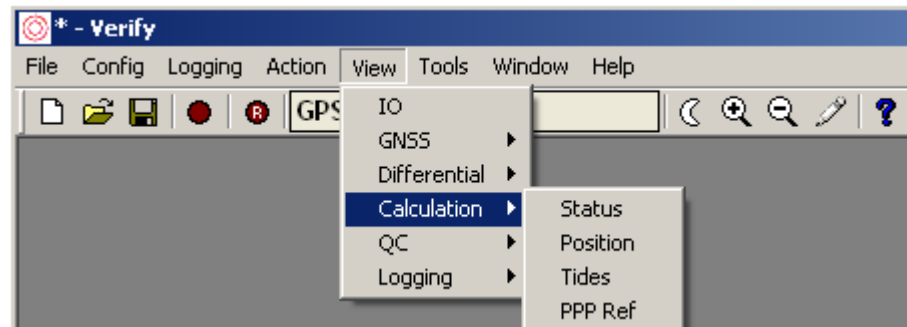 * - Verify
File Config Logging Action View Tools Window Help
R GPS
IO
GNSS
Differential
Calculation
QC
Logging
Status
Position
Tides
PPP Ref